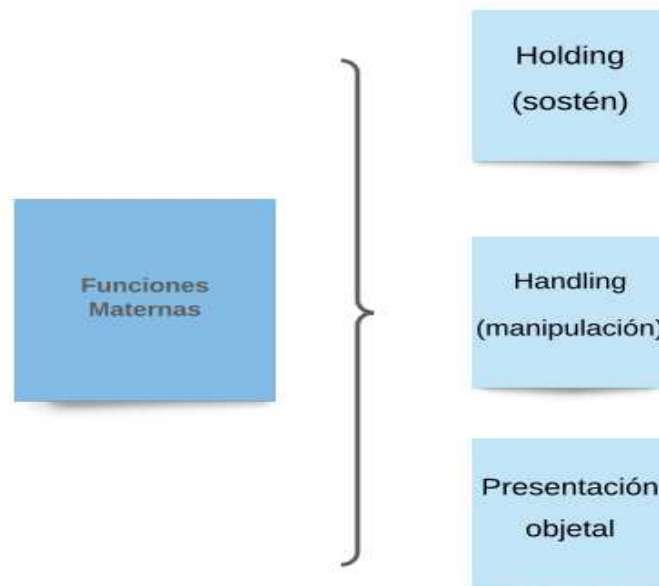 Holding
(sostén)
Funciones
Maternas
Handling
(manipulación)
Presentación
objetal